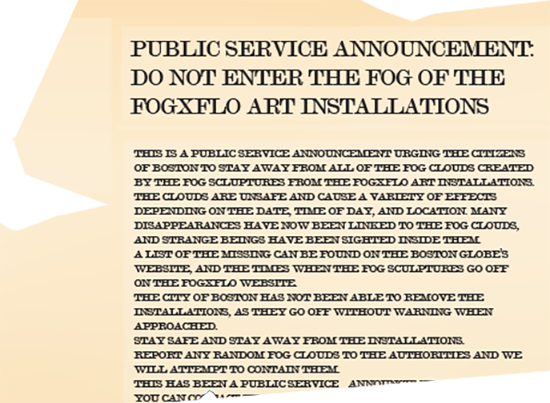 PUBLIC SERVICE ANNOUNCEMENT:
DO NOT ENTER THE FOG OF THE
FOGXFLO ART INSTALLATIONS
THIS IS A PUBLIC SERVICE ANNOUNCEMENT URGING THE CITIZENS
OF BOSTON TO STAY AWAY FROM ALL OF THE FOG CLOUDS CREATED
BY THE FOG SCLUPTURES FROM THE FOGXFLO ART INSTALLATIONS.
THE CLOUDS ARE UNSAFE AND CAUSE A VARIETY OF EFFECTS
DEPENDING ON THE DATE, TIME OF DAY, AND LOCATION. MANY
DISAPPEARANCES HAVE NOW BEEN LINKED TO THE FOG CLOUDS,
AND STRANGE BEINGS HAVE BEEN SIGHTED INSIDE THEM.
A LIST OF THE MISSING CAN BE FOUND ON THE BOSTON GLOBE'S
WEBSITE, AND THE TIMES WHEN THE FOG SCULPTURES GO OFF
ON THE FOGXFLO WEBSITE.
THE CITY OF BOSTON HAS NOT BEEN ABLE TO REMOVE THE
INSTALLATIONS, AS THEY GO OFF WITHOUT WARNING WHEN
APPROACHED.
STAY SAFE AND STAY AWAY FROM THE INSTALLATIONS.
REPORT ANY RANDOM FOG CLOUDS TO THE AUTHORITIES AND WE
WILL ATTEMPT TO CONTAIN THEM.
THIS HAS BEEN A PUBLIC SERVICE
YOU CAN